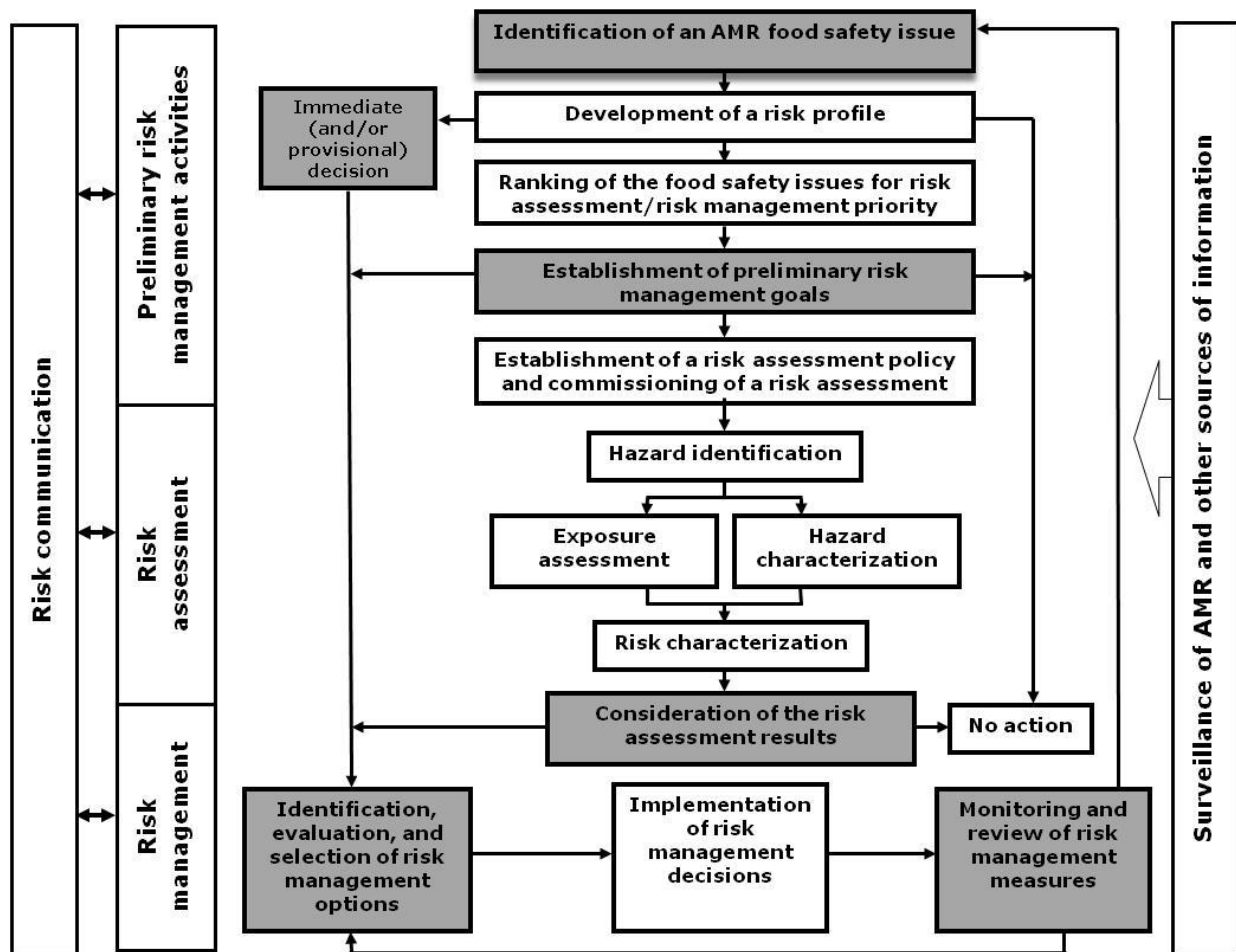 Risk communication
Preliminary risk
management activities
Risk
assessment
Risk
management
Identification of an AMR food safety issue
Immediate
(and/or
provisional)
decision
Development of a risk profile
Ranking of the food safety issues for risk
assessment/risk management priority
Establishment of preliminary risk
management goals
Establishment of a risk assessment policy
and commissioning of a risk assessment
Hazard identification
Exposure
assessment
Hazard
characterization
Risk characterization
Consideration of the risk
assessment results
No action
Identification,
evaluation, and
selection of risk
management
options
Implementation
of risk
management
decisions
Monitoring and
review of risk
management
measures
Surveillance of AMR and other sources of information